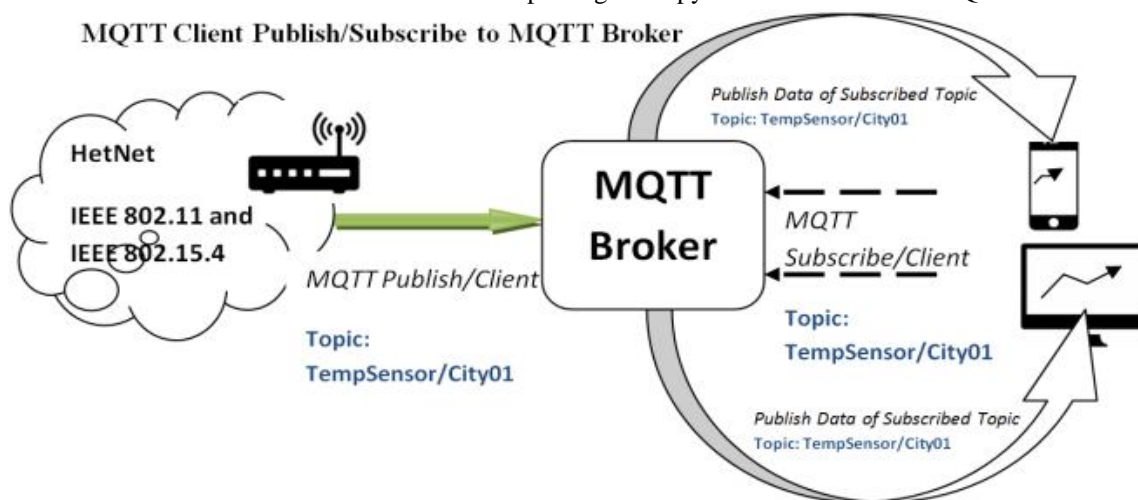 MQTT Client Publish/Subscribe to MQTT Broker
HetNet
IEEE 802.11 and
IEEE 802.15.4
MQTT Publish/Client
Topic:
TempSensor/City01
MQTT
Broker
Publish Data of Subscribed Topic
Topic: TempSensor/City01
MQTT
Subscribe/Client
Topic:
TempSensor/City01
Publish Data of Subscribed Topic
Topic: TempSensor/City01